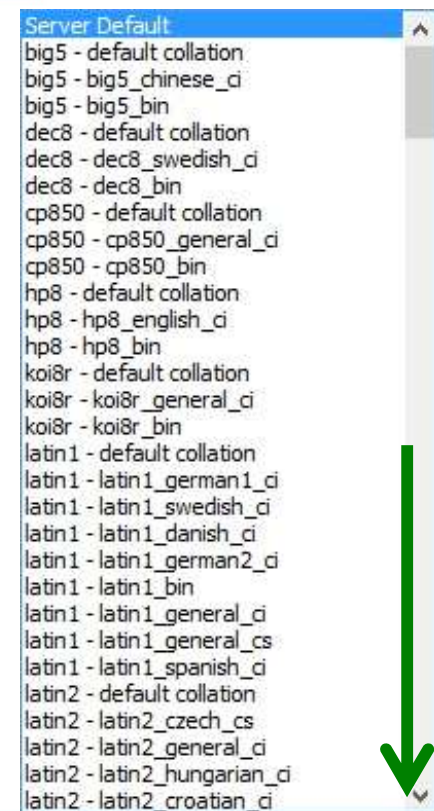 Server Default
big5 - default collation
big5 - big5_chinese_ci
big5 - big5_bin
dec8 - default collation
dec8 - dec8_swedish_ci
dec8 - dec8_bin
cp850 - default collation
cp850 - cp850_general_ci
cp850 - cp850_bin
hp8 - default collation
hp8 - hp8_english_ci
hp8 - hp8_bin
koi8r - default collation
koi8r - koi8r_general_ci
koi8r - koi8r_bin
latin1 - default collation
latin1 - latin1_german1_ci
latin1 - latin1_swedish_ci
latin1 - latin1_danish_ci
latin1 - latin1_german2_ci
latin1 - latin1_bin
latin1 - latin1_general_ci
latin1 - latin1_general_cs
latin1 - latin1_spanish_ci
latin2 - default collation
latin2 - latin2_czech_cs
latin2 - latin2_general_ci
latin2 - latin2_hungarian_ci
latin2 - latin2_croatian_ci